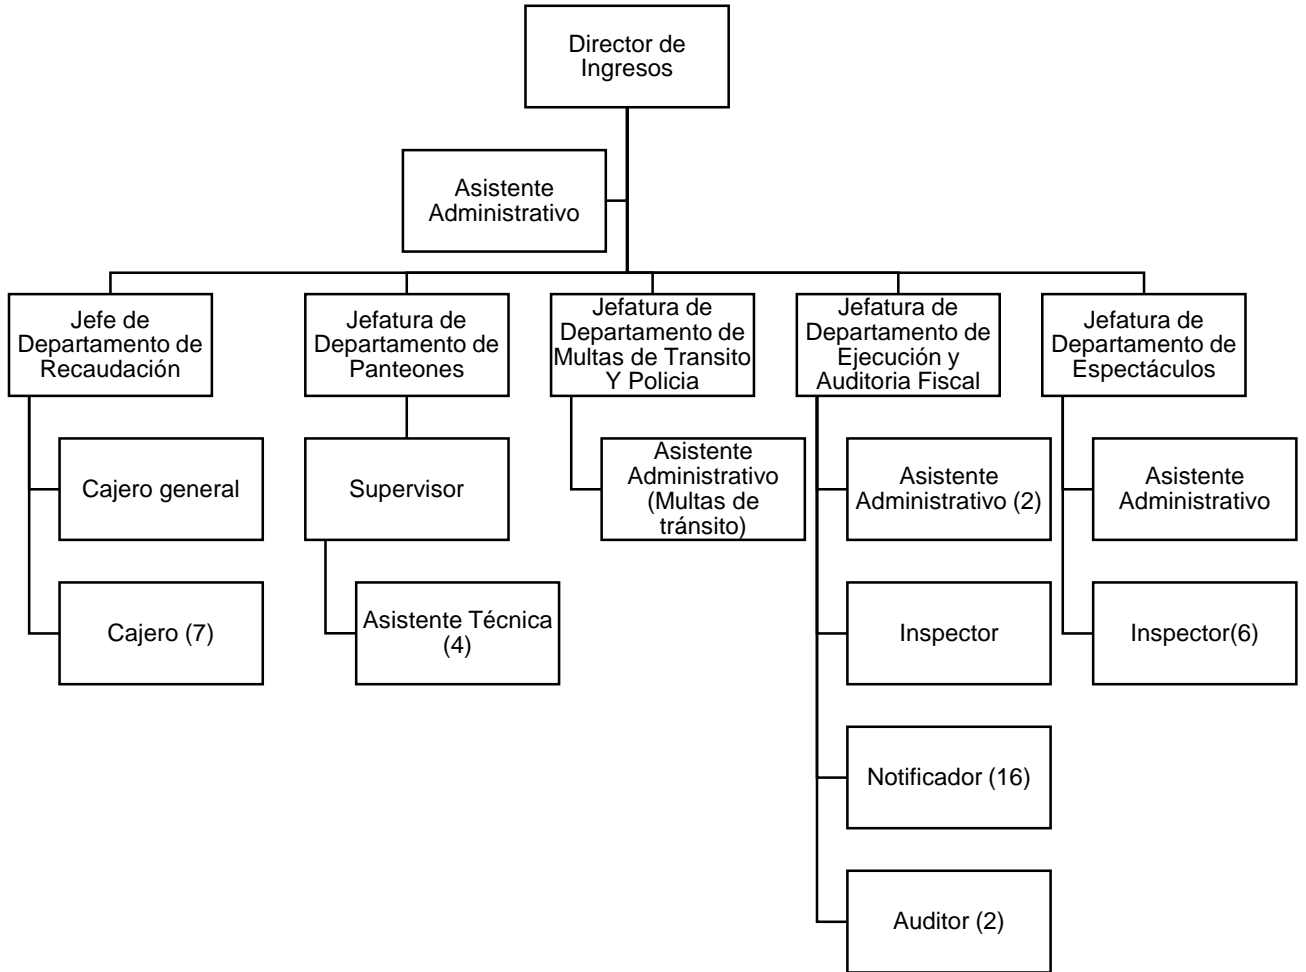 Director de
Ingresos
Asistente
Administrativo
Jefe de
Departamento de
Recaudación
Jefatura de
Departamento de
Panteones
Jefatura de
Departamento de
Multas de Transito
Y Policia
Jefatura de
Departamento de
Ejecución y
Auditoria Fiscal
Jefatura de
Departamento de
Espectáculos
Cajero general
Supervisor
Asistente
Administrativo
(Multas de
tránsito)
Asistente
Administrativo (2)
Asistente
Administrativo
Cajero (7)
Asistente Técnica
(4)
Inspector
Inspector(6)
Notificador (16)
Auditor (2)